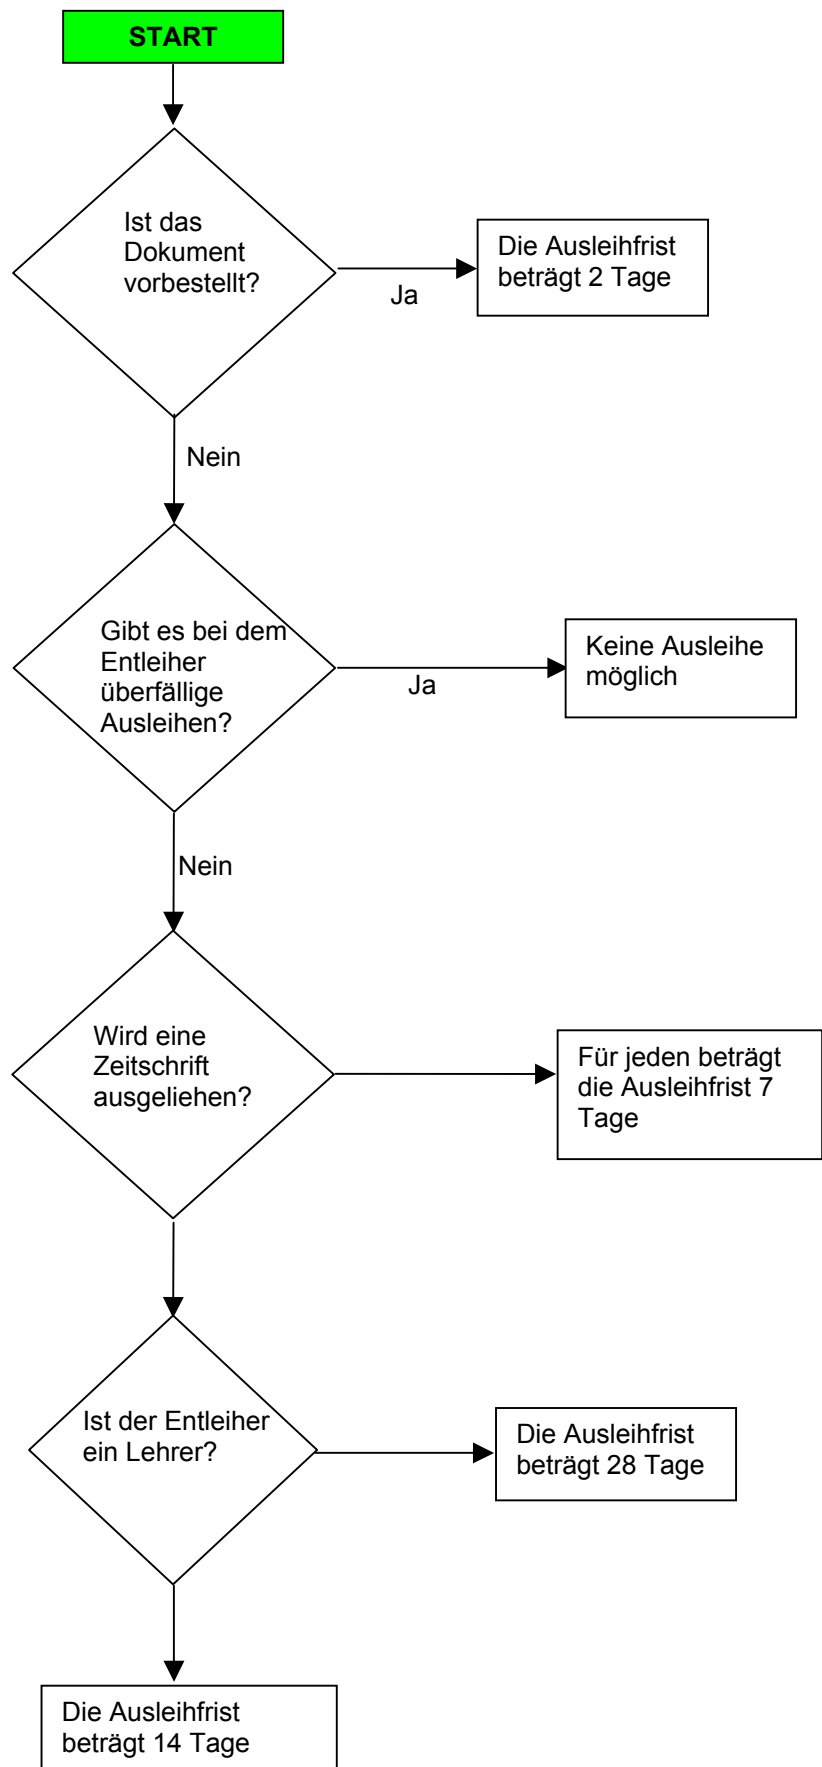 START
Ist das
Dokument
vorbestellt?
Ja
Die Ausleihfrist
beträgt 2 Tage
Nein
Gibt es bei dem
Entleiher
überfällige
Ausleihen?
Ja
Keine Ausleihe
möglich
Nein
Wird eine
Zeitschrift
ausgeliehen?
Für jeden beträgt
die Ausleihfrist 7
Tage
Ist der Entleiher
ein Lehrer?
Die Ausleihfrist
beträgt 28 Tage
Die Ausleihfrist
beträgt 14 Tage